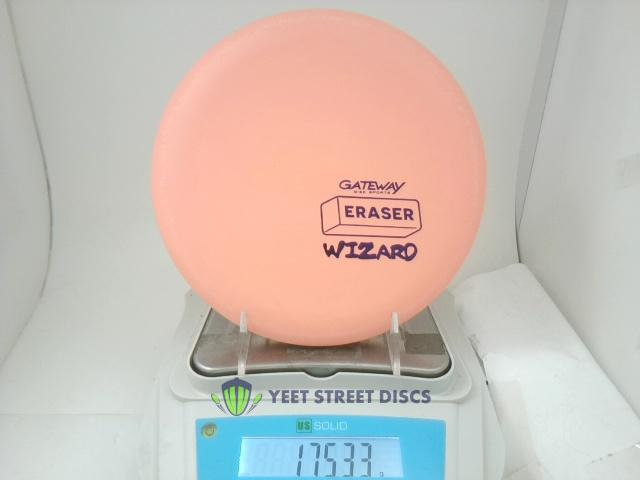 GATEWAY
DISC SPORTS
ERASER
WIZARD
YEET STREET DISCS
US SOLID
175.33 g